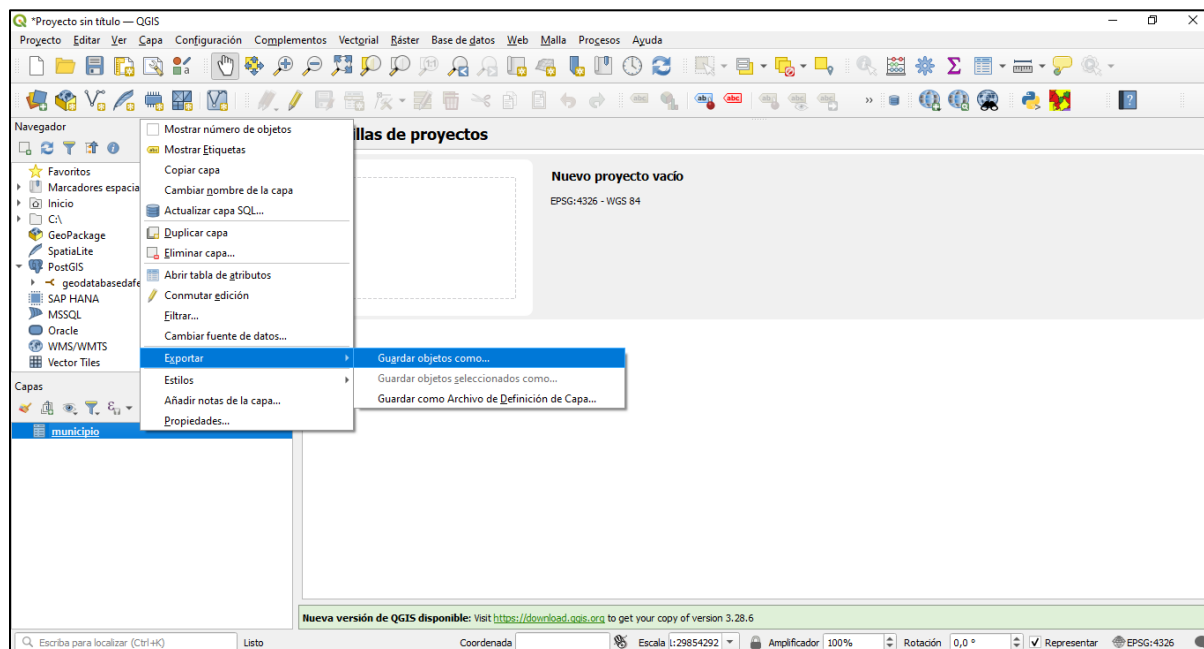 *Proyecto sin título — QGIS
Proyecto Editar Ver Capa Configuración Complementos Vectorial Ráster Base de datos Web Malla Procesos Ayuda
Navegador
Favoritos
Marcadores espacia
Inicio
C:\
GeoPackage
SpatiaLite
PostGIS
geodatabasedafe
SAP HANA
MSSQL
Oracle
WMS/WMTS
Vector Tiles
Capas
municipio
Mostrar número de objetos
Mostrar Etiquetas
Copiar capa
Cambiar nombre de la capa
Actualizar capa SQL...
Duplicar capa
Eliminar capa...
Abrir tabla de atributos
Conmutar edición
Filtrar...
Cambiar fuente de datos...
Exportar
Estilos
Añadir notas de la capa...
Propiedades...
Guardar objetos como...
Guardar objetos seleccionados como...
Guardar como Archivo de Definición de Capa...
illas de proyectos
Nuevo proyecto vacío
EPSG:4326 - WGS 84
Nueva versión de QGIS disponible: Visit https://download.qgis.org to get your copy of version 3.28.6
Escriba para localizar (Ctrl+K) Listo Coordenada Escala 1:29854292 Amplificador 100% Rotación 0,0 ° Representar EPSG:4326